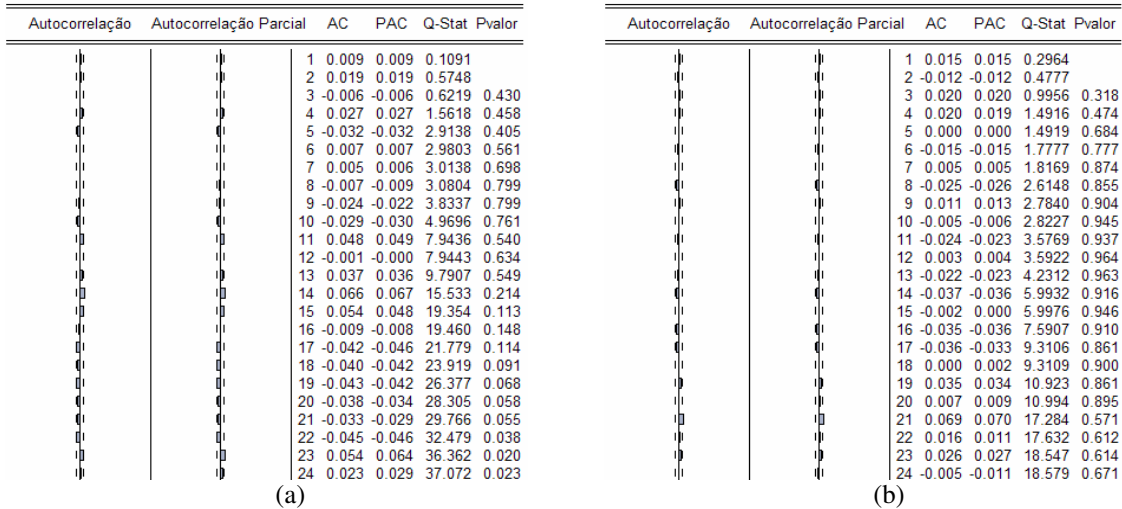 Autocorrelação Autocorrelação Parcial AC PAC Q-Stat Pvalor
1 0.009 0.009 0.1091
2 0.019 0.019 0.5748
3 -0.006 -0.006 0.6219 0.430
4 0.027 0.027 1.5618 0.458
5 -0.032 -0.032 2.9138 0.405
6 0.007 0.007 2.9803 0.561
7 0.005 0.006 3.0138 0.698
8 -0.007 -0.009 3.0804 0.799
9 -0.024 -0.022 3.8337 0.799
10 -0.029 -0.030 4.9696 0.761
11 0.048 0.049 7.9436 0.540
12 -0.001 -0.000 7.9443 0.634
13 0.037 0.036 9.7907 0.549
14 0.066 0.067 15.533 0.214
15 0.054 0.048 19.354 0.113
16 -0.009 -0.008 19.460 0.148
17 -0.042 -0.046 21.779 0.114
18 -0.040 -0.042 23.919 0.091
19 -0.043 -0.042 26.377 0.068
20 -0.038 -0.034 28.305 0.058
21 -0.033 -0.029 29.766 0.055
22 -0.045 -0.046 32.479 0.038
23 0.054 0.064 36.362 0.020
24 0.023 0.029 37.072 0.023
(a)
Autocorrelação Autocorrelação Parcial AC PAC Q-Stat Pvalor
1 0.015 0.015 0.2964
2 -0.012 -0.012 0.4777
3 0.020 0.020 0.9956 0.318
4 0.020 0.019 1.4916 0.474
5 0.000 0.000 1.4919 0.684
6 -0.015 -0.015 1.7777 0.777
7 0.005 0.005 1.8169 0.874
8 -0.025 -0.026 2.6148 0.855
9 0.011 0.013 2.7840 0.904
10 -0.005 -0.006 2.8227 0.945
11 -0.024 -0.023 3.5769 0.937
12 0.003 0.004 3.5922 0.964
13 -0.022 -0.023 4.2312 0.963
14 -0.037 -0.036 5.9932 0.916
15 -0.002 0.000 5.9976 0.946
16 -0.035 -0.036 7.5907 0.910
17 -0.036 -0.033 9.3106 0.861
18 0.000 0.002 9.3109 0.900
19 0.035 0.034 10.923 0.861
20 0.007 0.009 10.994 0.895
21 0.069 0.070 17.284 0.571
22 0.016 0.011 17.632 0.612
23 0.026 0.027 18.547 0.614
24 -0.005 -0.011 18.579 0.671
(b)